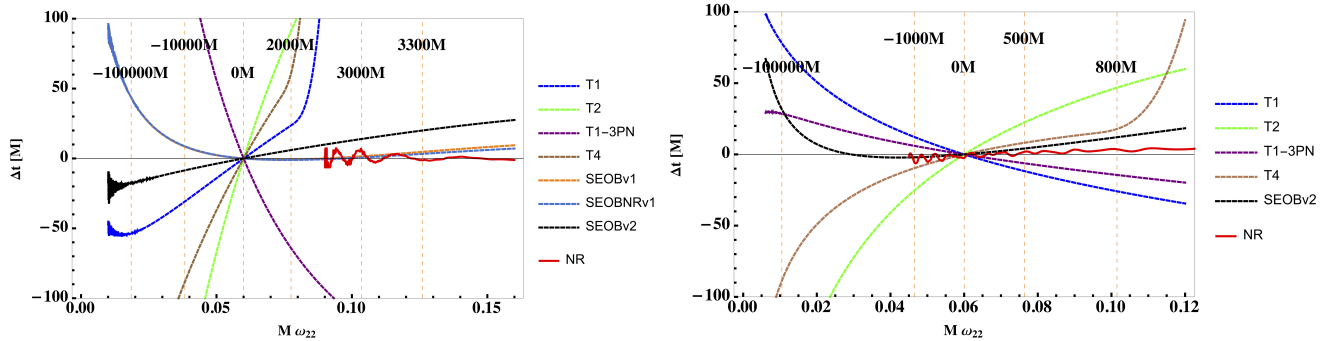 100
50
0
−50
−100
Δt [M]
−10000M
2000M
3300M
−100000M
0M
3000M
0.00
0.05
0.10
0.15
M ω22
T1
T2
T1−3PN
T4
SEOBv1
SEOBNRv1
SEOBv2
NR
100
50
0
−50
−100
Δt [M]
−1000M
500M
−100000M
0M
800M
0.00
0.02
0.04
0.06
0.08
0.10
0.12
M ω22
T1
T2
T1−3PN
T4
SEOBv2
NR